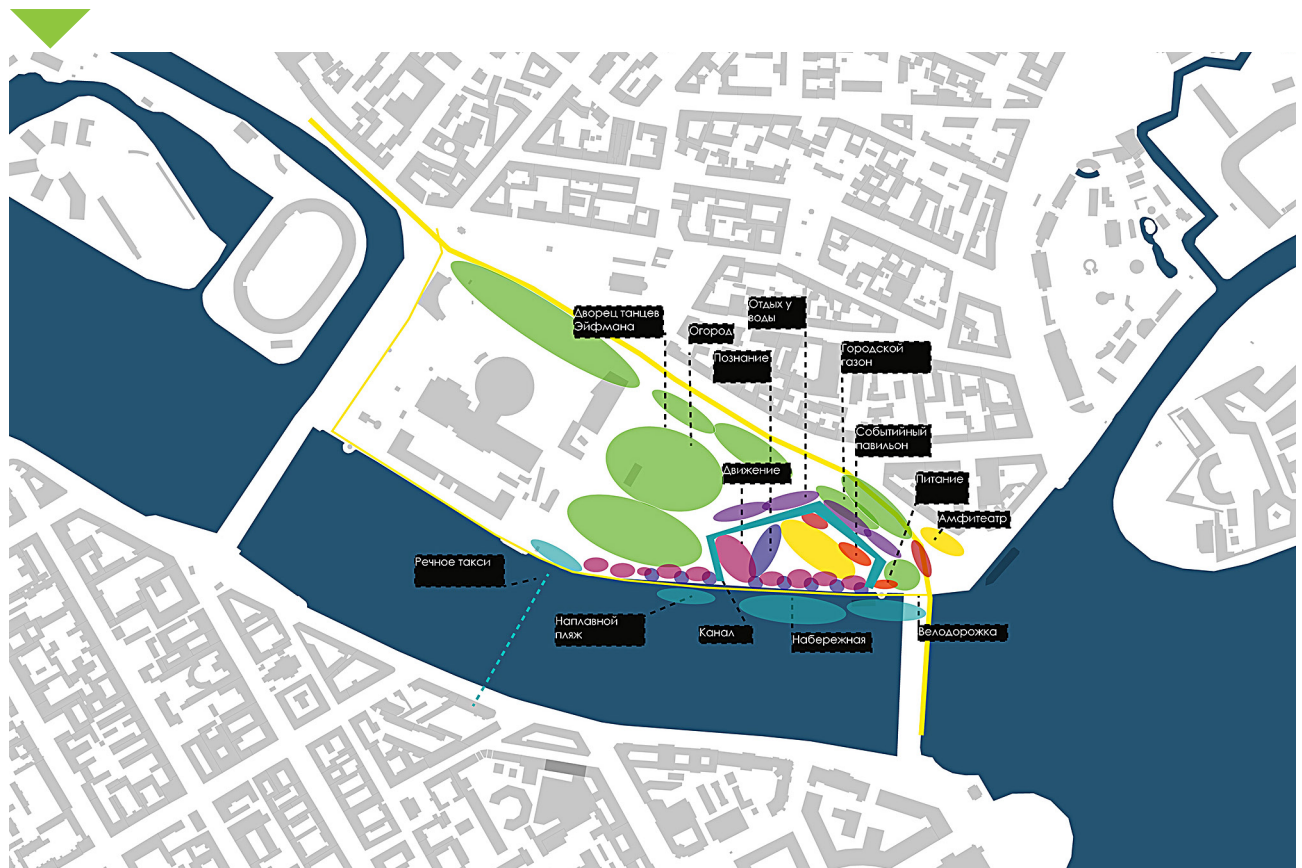 Отдых у
воды
Дворец танцев
Эйфмана
Огород
Познание
Городской
газон
Событийный
павильон
Движение
Питание
Амфитеатр
Речное такси
Наплавной
пляж
Канал
Набережная
Велодорожка